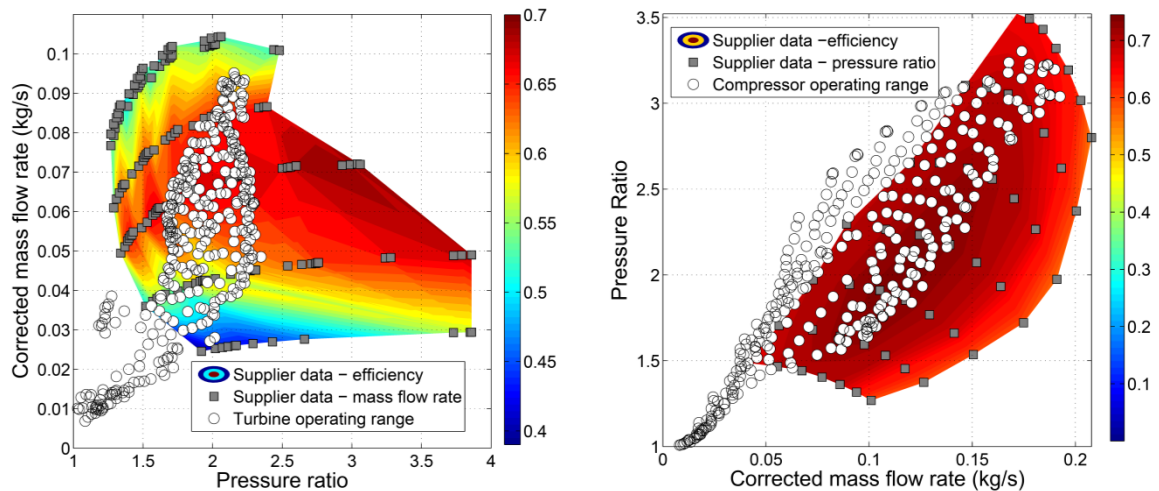 0.1
0.09
0.08
0.07
0.06
0.05
0.04
0.03
0.02
0.01
0
Corrected mass flow rate (kg/s)
Supplier data − efficiency
Supplier data − mass flow rate
Turbine operating range
1 1.5 2 2.5 3 3.5 4
Pressure ratio
0.7
0.65
0.6
0.55
0.5
0.45
0.4
3.5
3
2.5
2
1.5
1
Pressure Ratio
Supplier data −efficiency
Supplier data − pressure ratio
Compressor operating range
0 0.05 0.1 0.15 0.2
Corrected mass flow rate (kg/s)
0.7
0.6
0.5
0.4
0.3
0.2
0.1